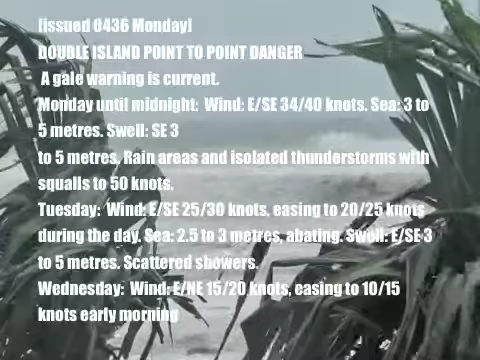 [issued 0436 Monday]
DOUBLE ISLAND POINT TO POINT DANGER
A gale warning is current.
Monday until midnight:  Wind: E/SE 34/40 knots. Sea: 3 to
5 metres. Swell: SE 3
to 5 metres. Rain areas and isolated thunderstorms with
squalls to 50 knots.
Tuesday:  Wind: E/SE 25/30 knots, easing to 20/25 knots
during the day. Sea: 2.5 to 3 metres, abating. Swell: E/SE 3
to 5 metres. Scattered showers.
Wednesday:  Wind: E/NE 15/20 knots, easing to 10/15
knots early morning